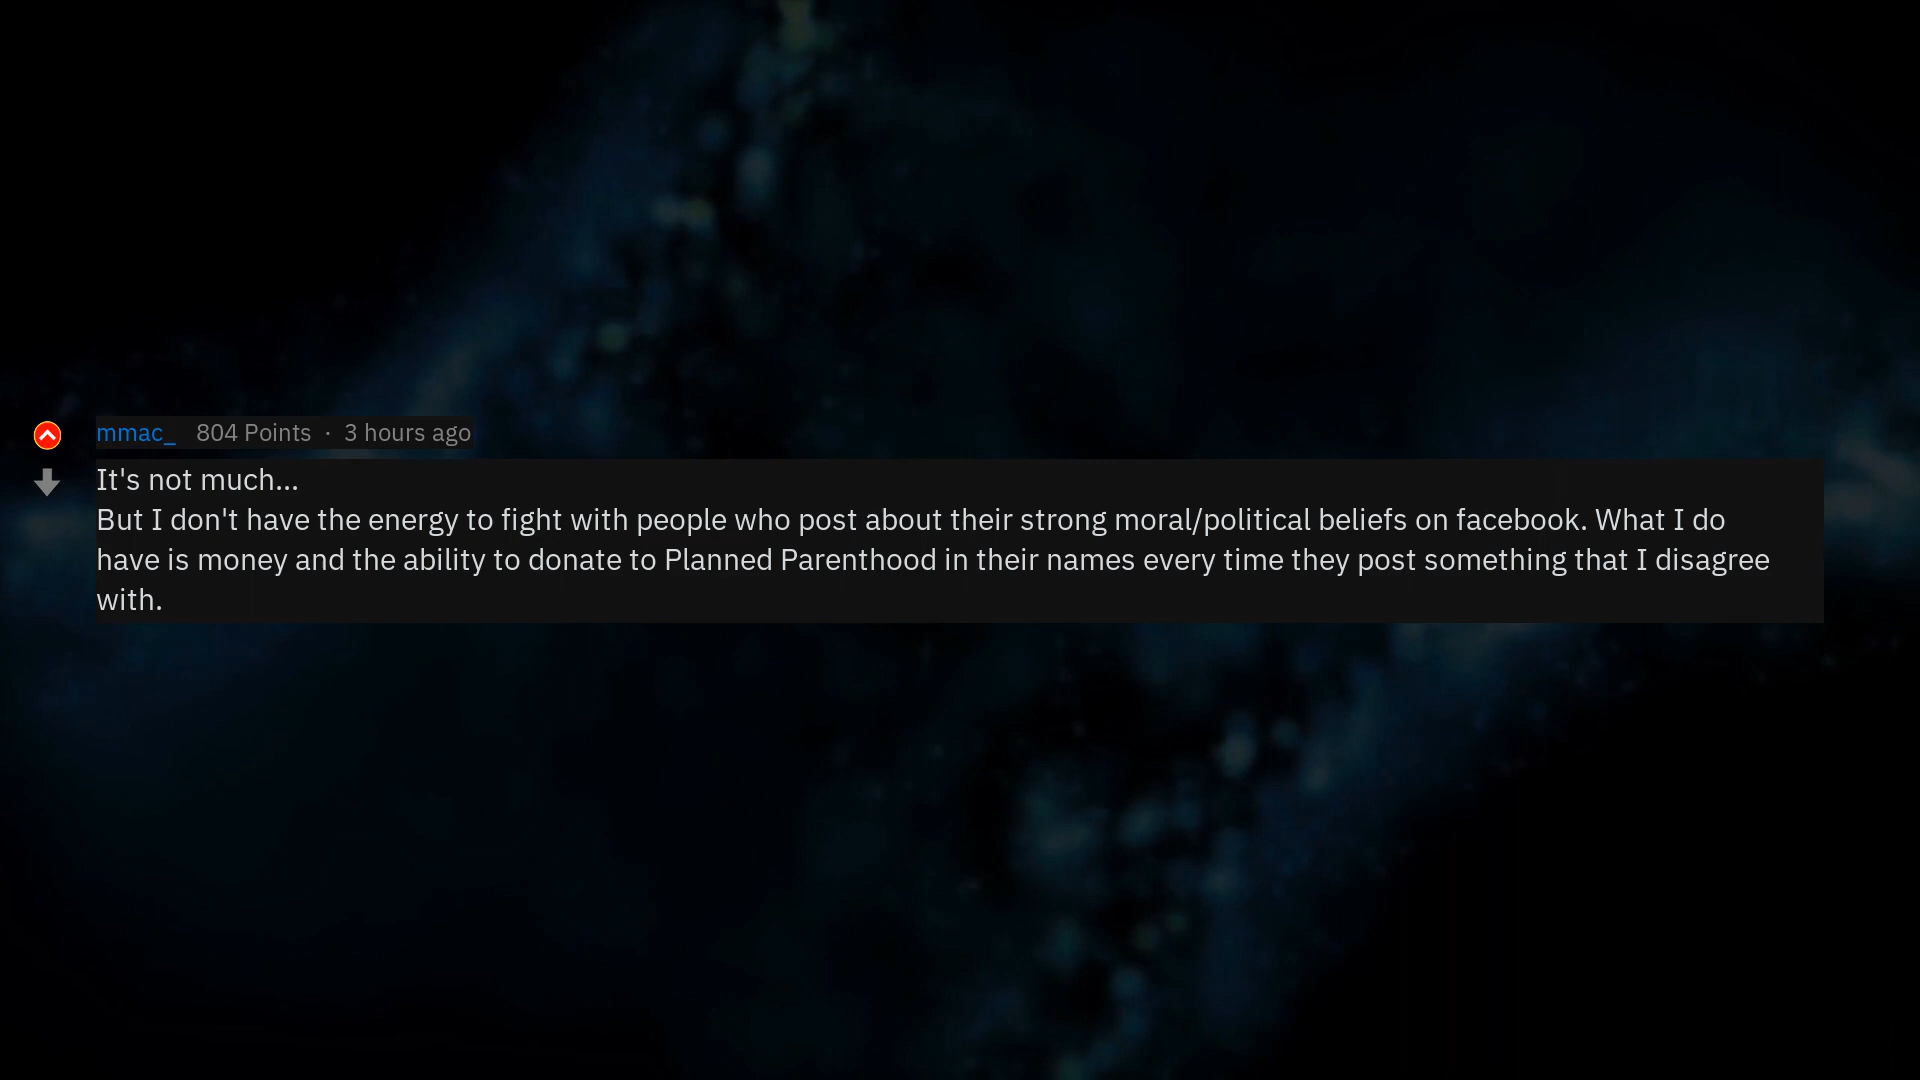 mmac_ 804 Points · 3 hours ago
It's not much...
But I don't have the energy to fight with people who post about their strong moral/political beliefs on facebook. What I do
have is money and the ability to donate to Planned Parenthood in their names every time they post something that I disagree
with.